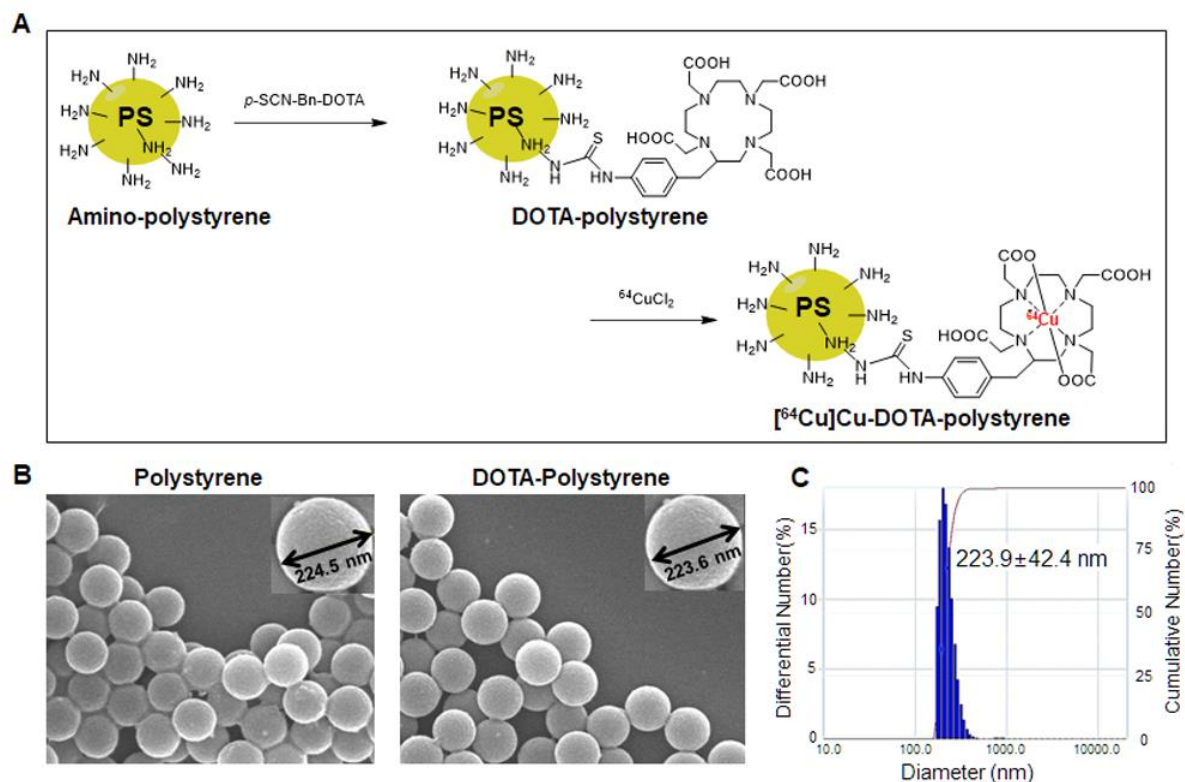 A
NH₂
H₂N
NH₂
H₂N
PS
NH₂
H₂N
NH₂
NH₂
NH₂
Amino-polystyrene
p-SCN-Bn-DOTA
NH₂
H₂N
NH₂
H₂N
PS
NH₂
H₂N
NH₂
NH₂
N
H
S
HN
COOH
COOH
N
N
HOOC
N
N
COOH
DOTA-polystyrene
⁶⁴CuCl₂
NH₂
H₂N
NH₂
H₂N
PS
NH₂
H₂N
NH₂
NH₂
N
H
S
HN
COO
COOH
N
N
⁶⁴Cu
HOOC
N
N
OOC
[⁶⁴Cu]Cu-DOTA-polystyrene
B
Polystyrene
224.5 nm
DOTA-Polystyrene
223.6 nm
C
Differential Number(%)
15
10
5
0
223.9±42.4 nm
100
75
50
25
0
Cumulative Number(%)
10.0
100.0
1000.0
10000.0
Diameter (nm)